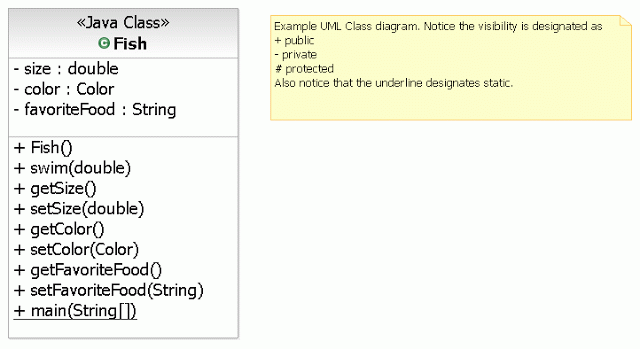 «Java Class»
Fish
- size : double
- color : Color
- favoriteFood : String
+ Fish()
+ swim(double)
+ getSize()
+ setSize(double)
+ getColor()
+ setColor(Color)
+ getFavoriteFood()
+ setFavoriteFood(String)
+ main(String[])
Example UML Class diagram. Notice the visibility is designated as
+ public
- private
# protected
Also notice that the underline designates static.